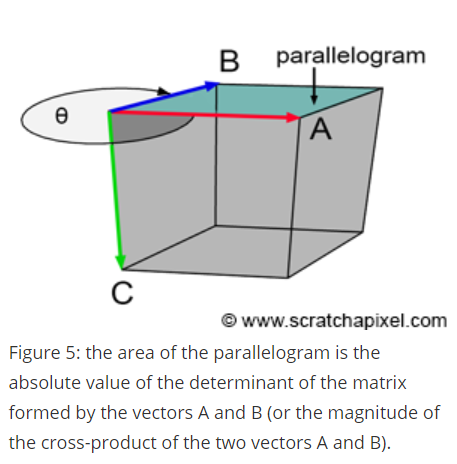 B
parallelogram
θ
A
C
© www.scratchapixel.com
Figure 5: the area of the parallelogram is the
absolute value of the determinant of the matrix
formed by the vectors A and B (or the magnitude of
the cross-product of the two vectors A and B).